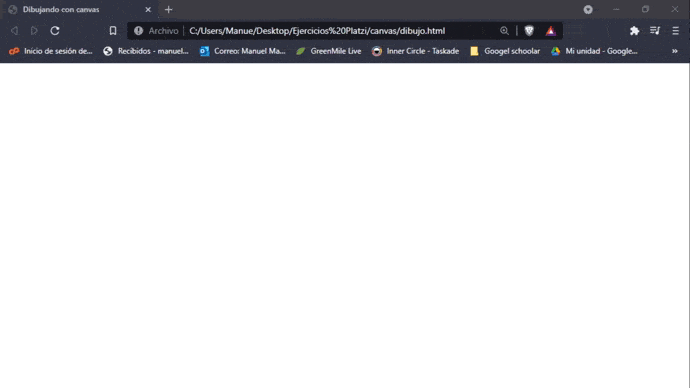 Dibujando con canvas
Archivo C:/Users/Manue/Desktop/Ejercicios%20Platzi/canvas/dibujo.html
Inicio de sesión de... Recibidos - manuel... Correo: Manuel Ma... GreenMile Live Inner Circle - Taskade Googel schoolar Mi unidad - Google... »